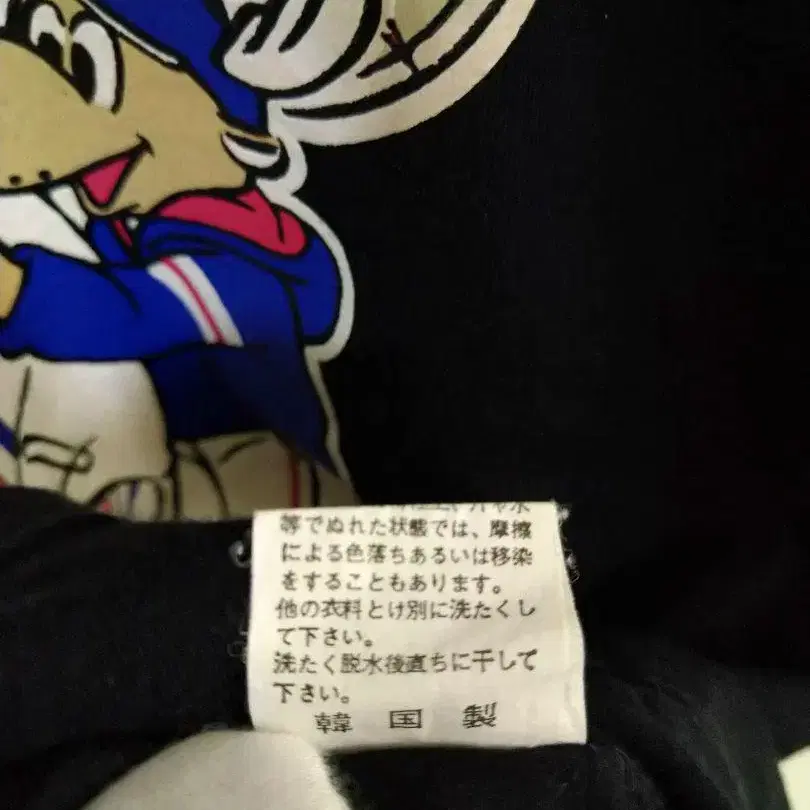 等でぬれた状態では、摩擦
による色落ちあるいは移染
をすることもあります。
他の衣料とけ別に洗たくし
て下さい。
洗たく脱水後直ちに干して
下さい。
韓国製